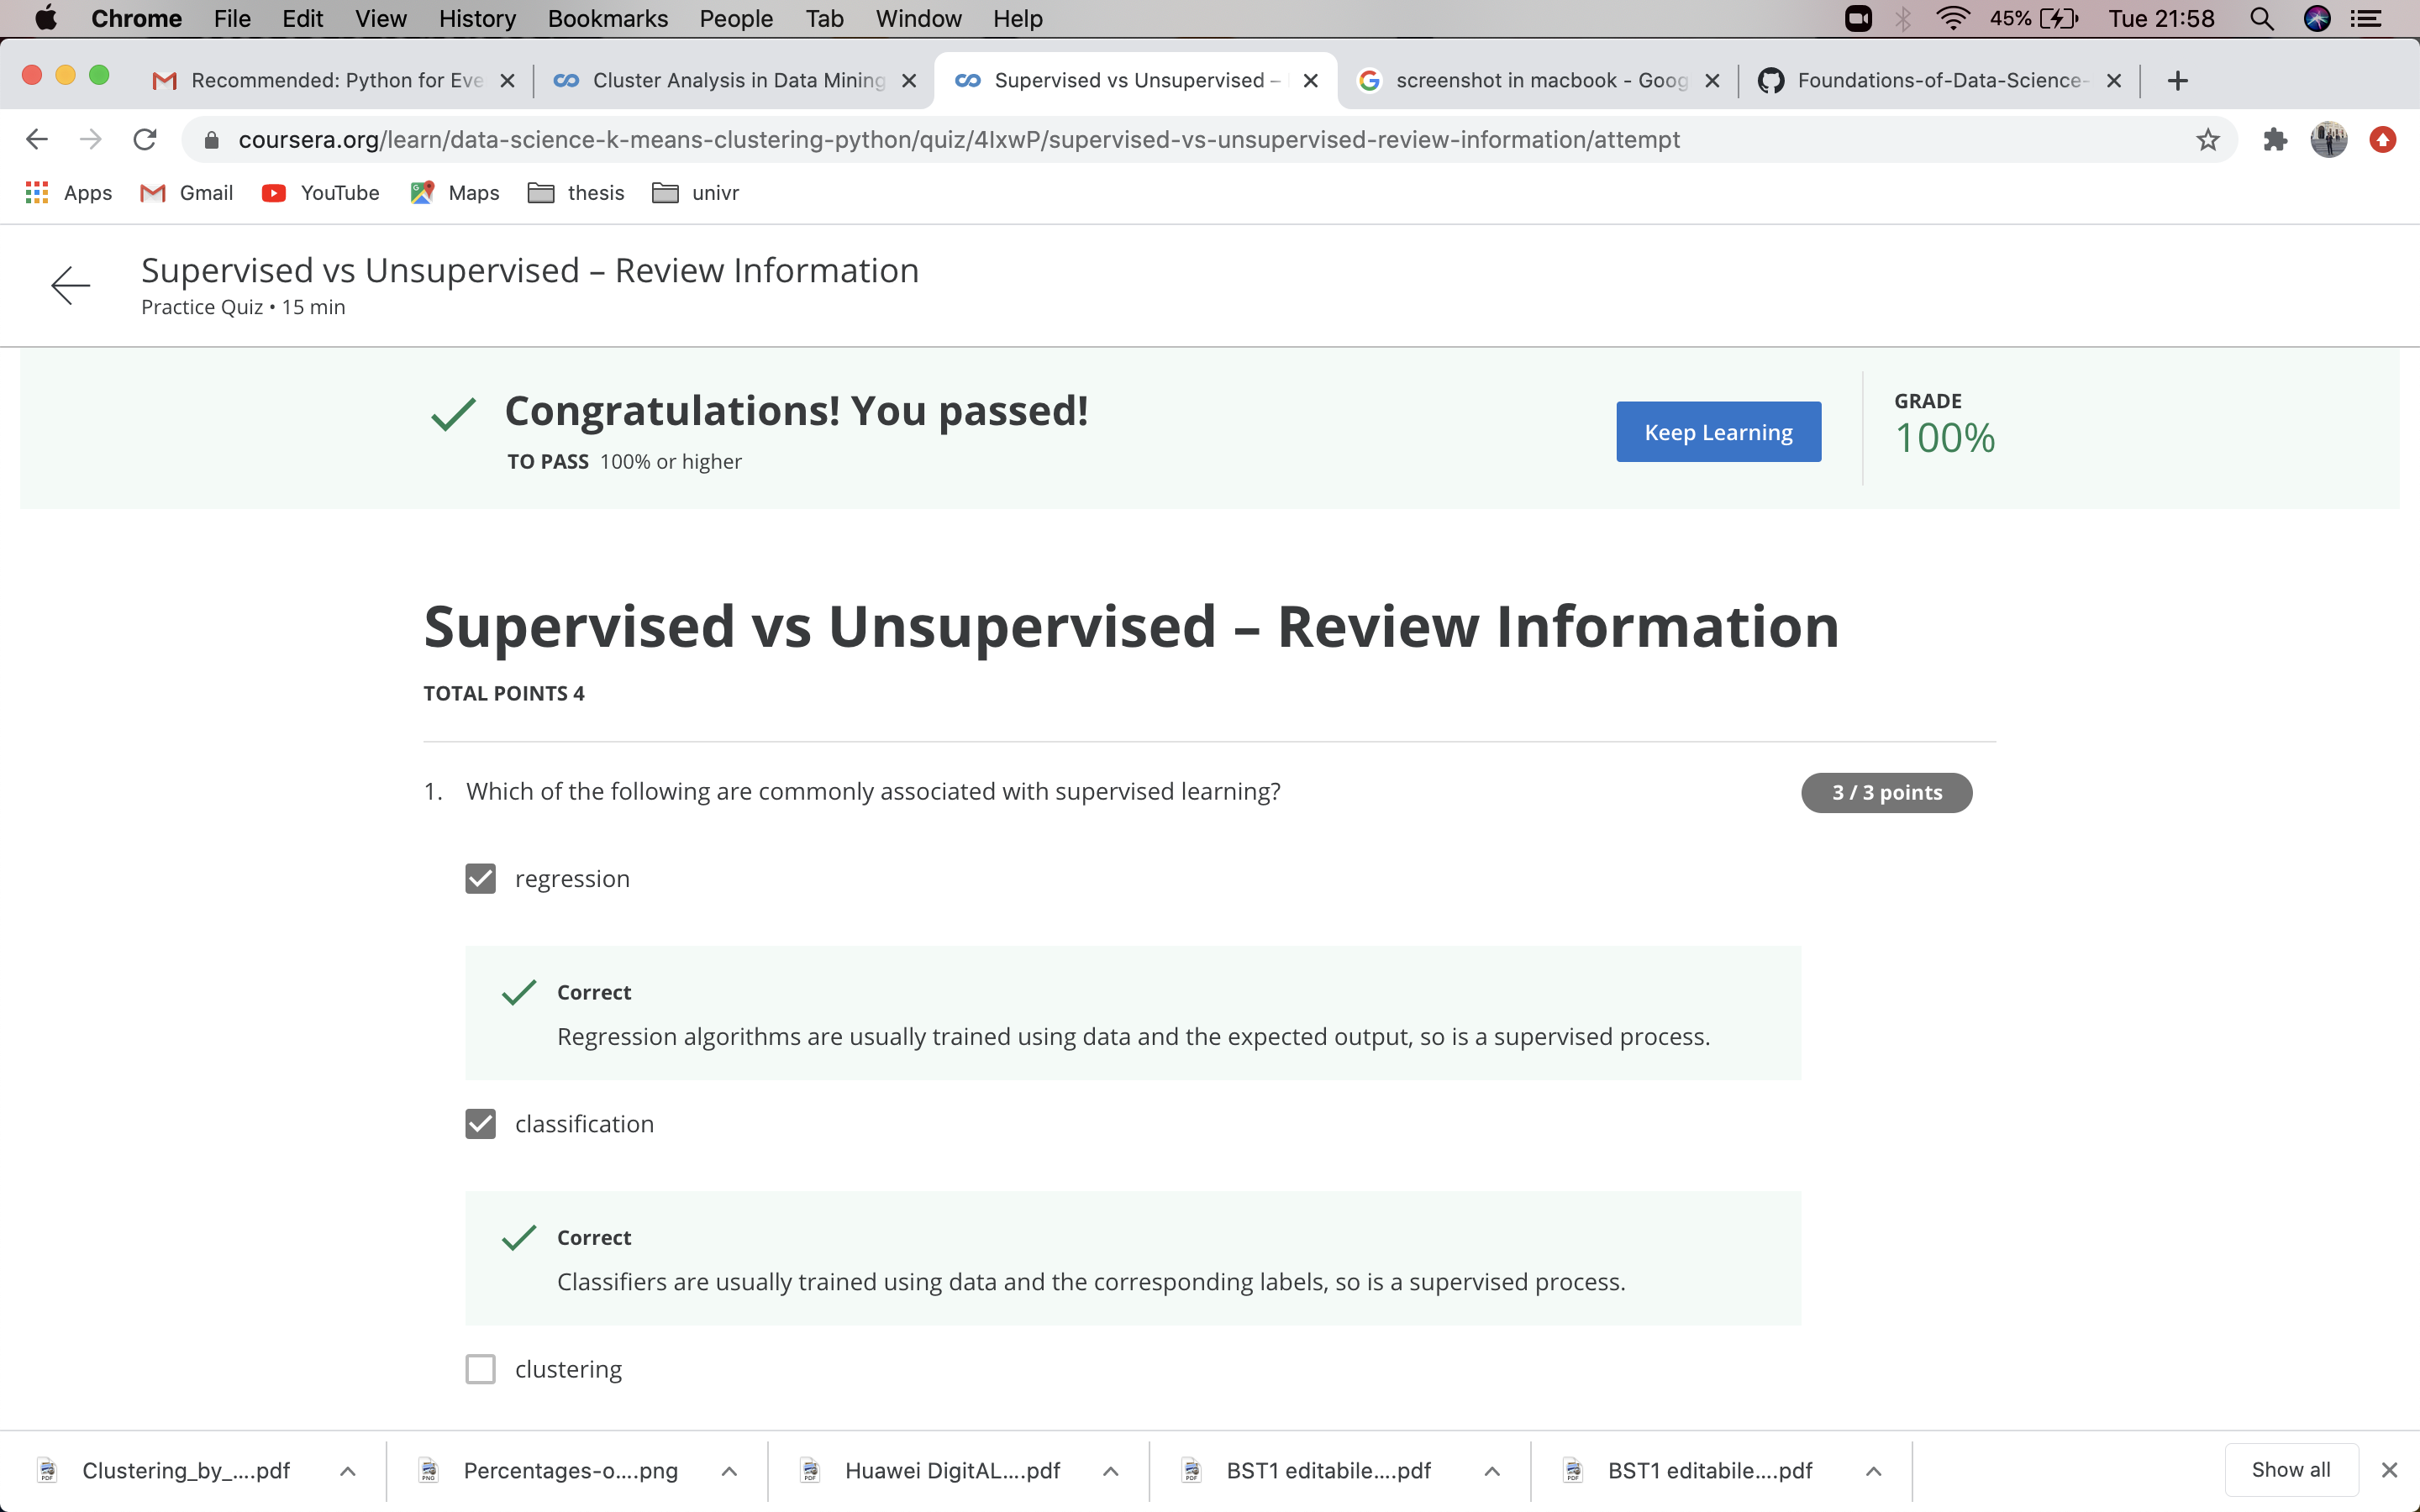 Chrome File Edit View History Bookmarks People Tab Window Help 45% Tue 21:58
Recommended: Python for Eve Cluster Analysis in Data Mining Supervised vs Unsupervised – screenshot in macbook - Goog Foundations-of-Data-Science-
coursera.org/learn/data-science-k-means-clustering-python/quiz/4IxwP/supervised-vs-unsupervised-review-information/attempt
Apps Gmail YouTube Maps thesis univr
Supervised vs Unsupervised – Review Information
Practice Quiz • 15 min
Congratulations! You passed!
TO PASS 100% or higher
Keep Learning
GRADE
100%
Supervised vs Unsupervised – Review Information
TOTAL POINTS 4
1. Which of the following are commonly associated with supervised learning?
3 / 3 points
regression
Correct
Regression algorithms are usually trained using data and the expected output, so is a supervised process.
classification
Correct
Classifiers are usually trained using data and the corresponding labels, so is a supervised process.
clustering
Clustering_by_....pdf Percentages-o....png Huawei DigitAL....pdf BST1 editabile....pdf BST1 editabile....pdf Show all